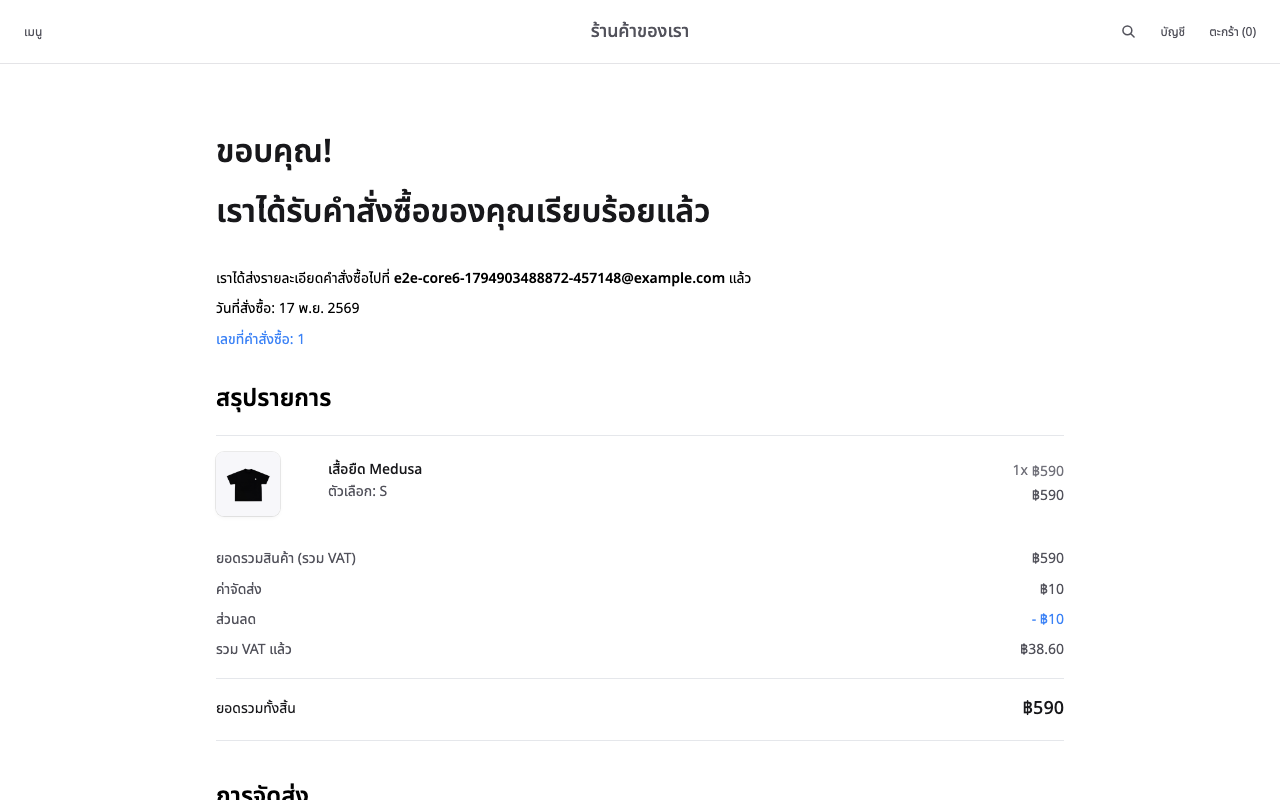 เมนู
ร้านค้าของเรา
บัญชี
ตะกร้า (0)
ขอบคุณ!
เราได้รับคำสั่งซื้อของคุณเรียบร้อยแล้ว
เราได้ส่งรายละเอียดคำสั่งซื้อไปที่ e2e-core6-1794903488872-457148@example.com แล้ว
วันที่สั่งซื้อ: 17 พ.ย. 2569
เลขที่คำสั่งซื้อ: 1
สรุปรายการ
เสื้อยืด Medusa
1x ฿590
ตัวเลือก: S
฿590
ยอดรวมสินค้า (รวม VAT)
฿590
ค่าจัดส่ง
฿10
ส่วนลด
- ฿10
รวม VAT แล้ว
฿38.60
ยอดรวมทั้งสิ้น
฿590
การจัดส่ง